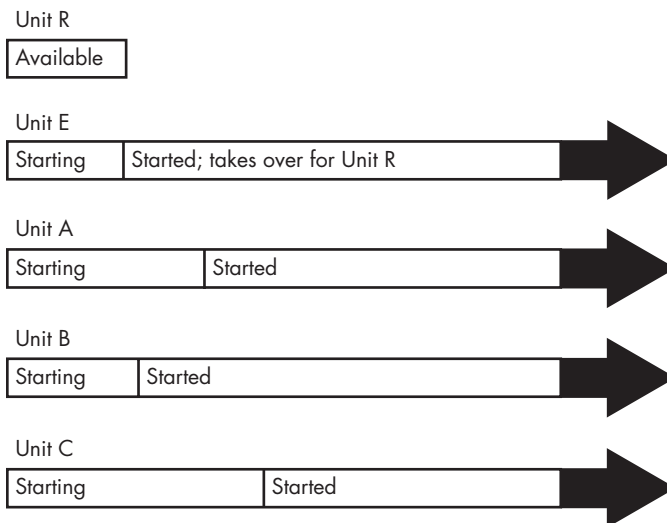 Unit R
Available
Unit E
Starting Started; takes over for Unit R
Unit A
Starting Started
Unit B
Starting Started
Unit C
Starting Started